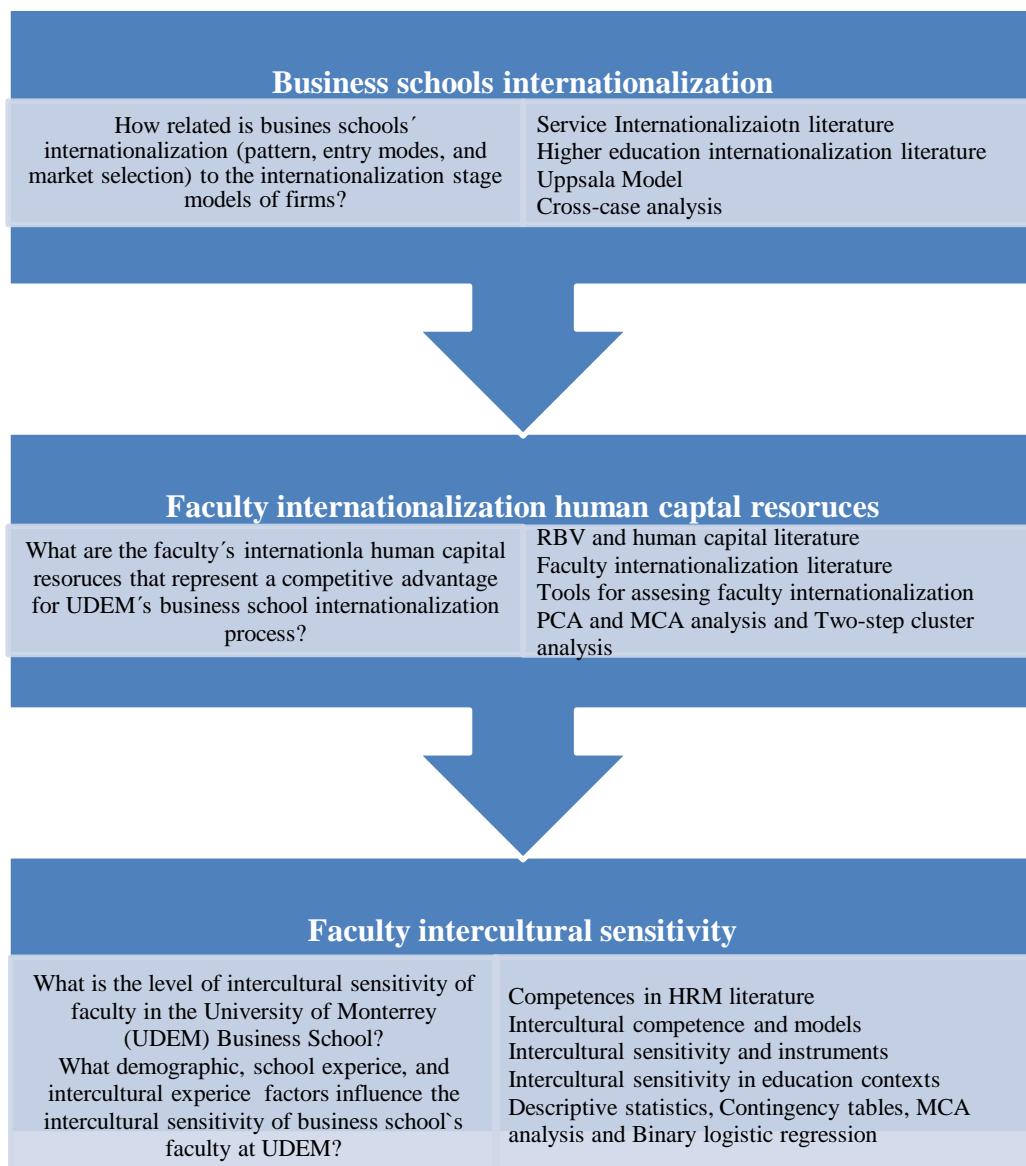 Business schools internationalization
How related is busines schools´
internationalization (pattern, entry modes, and
market selection) to the internationalization stage
models of firms?
Service Internationalizaiotn literature
Higher education internationalization literature
Uppsala Model
Cross-case analysis
Faculty internationalization human captal resoruces
What are the faculty´s internationla human capital
resoruces that represent a competitive advantage
for UDEM´s business school internationalization
process?
RBV and human capital literature
Faculty internationalization literature
Tools for assesing faculty internationalization
PCA and MCA analysis and Two-step cluster
analysis
Faculty intercultural sensitivity
What is the level of intercultural sensitivity of
faculty in the University of Monterrey
(UDEM) Business School?
What demographic, school experice, and
intercultural experice factors influence the
intercultural sensitivity of business school`s
faculty at UDEM?
Competences in HRM literature
Intercultural competence and models
Intercultural sensitivity and instruments
Intercultural sensitivity in education contexts
Descriptive statistics, Contingency tables, MCA
analysis and Binary logistic regression